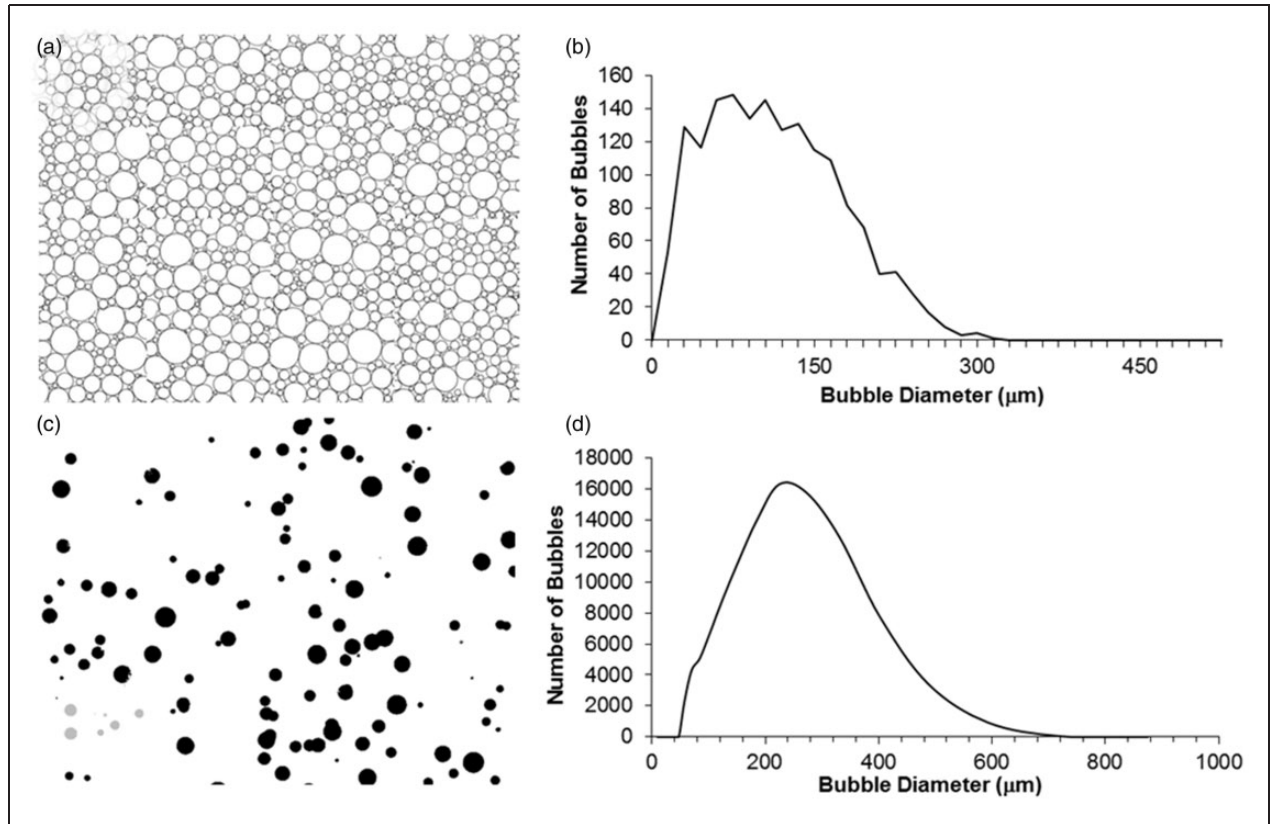 (a)
(b)
160
140
120
100
80
60
40
20
0
Number of Bubbles
0 150 300 450
Bubble Diameter (μm)
(c)
(d)
18000
16000
14000
12000
10000
8000
6000
4000
2000
0
Number of Bubbles
0 200 400 600 800 1000
Bubble Diameter (μm)